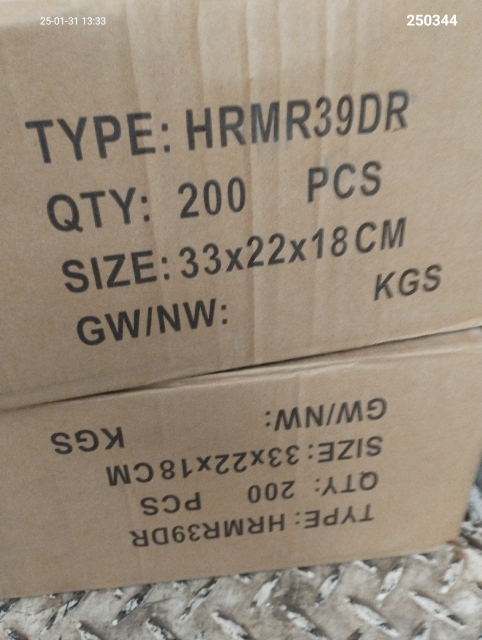 25-01-31 13:33
250344
TYPE: HRMR39DR
QTY: 200 PCS
SIZE: 33x22x18CM
GW/NW: KGS
TYPE: HRMR39DR
QTY: 200 PCS
SIZE: 33x22x18CM
GW/NW: KGS